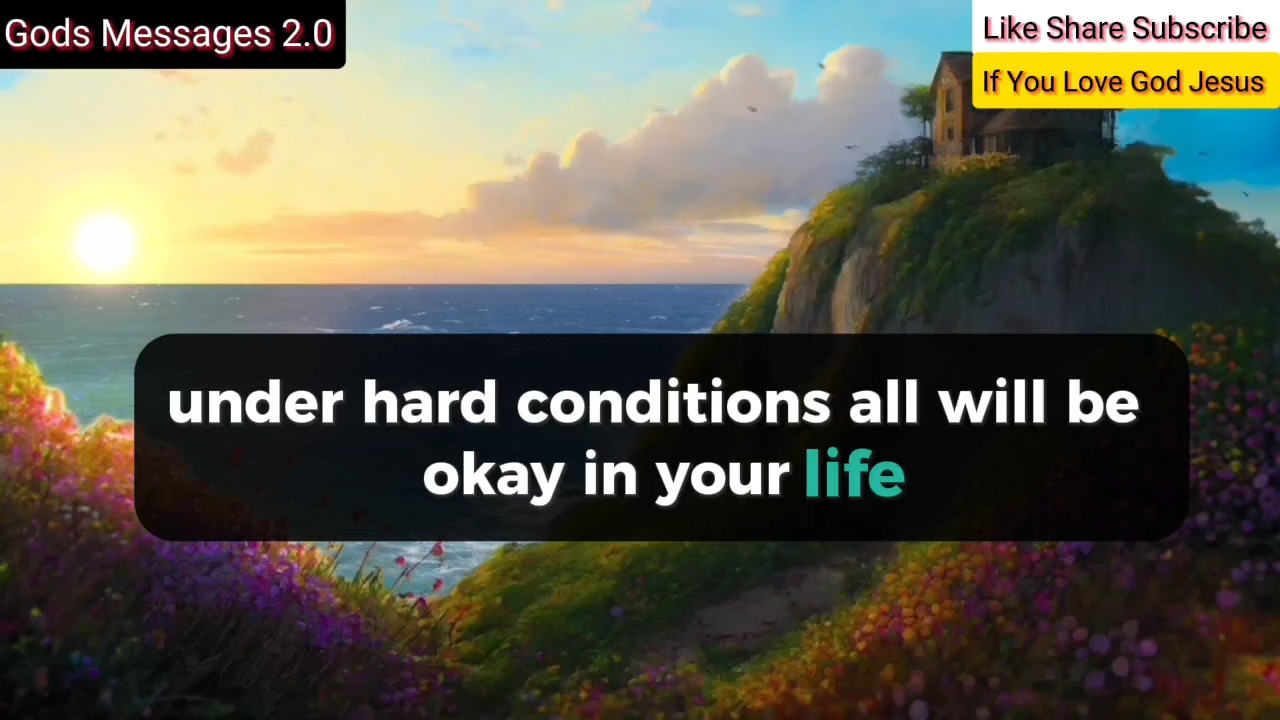 Gods Messages 2.0
Like Share Subscribe
If You Love God Jesus
under hard conditions all will be
okay in your life